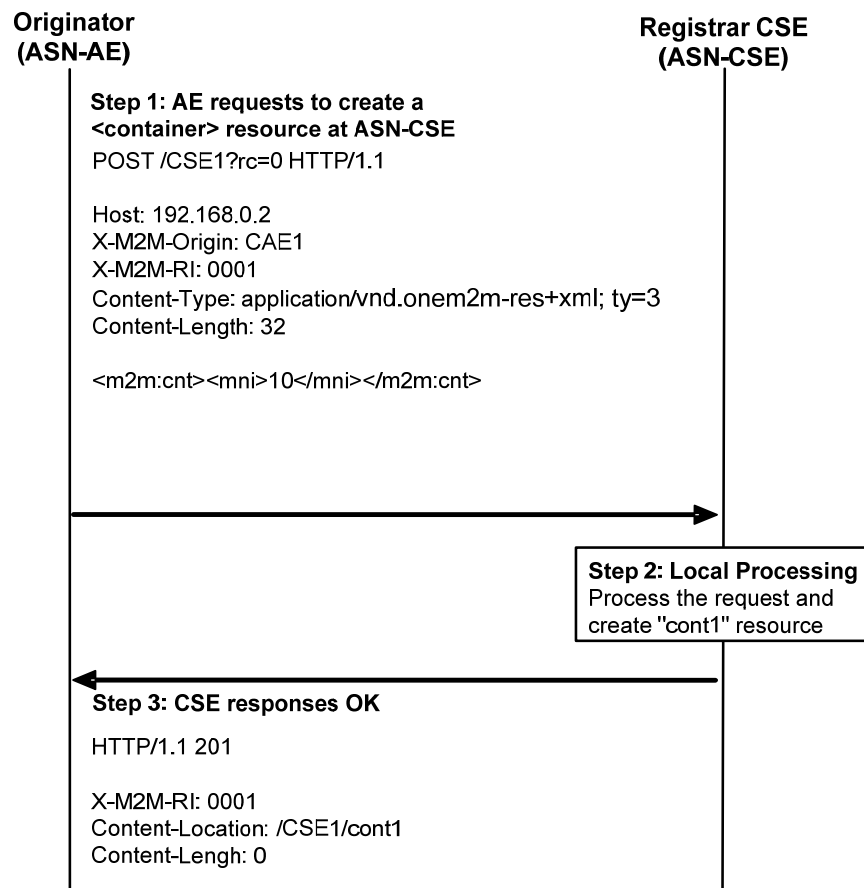 Originator
(ASN-AE)
Registrar CSE
(ASN-CSE)
Step 1: AE requests to create a
<container> resource at ASN-CSE
POST /CSE1?rc=0 HTTP/1.1
Host: 192.168.0.2
X-M2M-Origin: CAE1
X-M2M-RI: 0001
Content-Type: application/vnd.onem2m-res+xml; ty=3
Content-Length: 32
<m2m:cnt><mni>10</mni></m2m:cnt>
Step 2: Local Processing
Process the request and
create "cont1" resource
Step 3: CSE responses OK
HTTP/1.1 201
X-M2M-RI: 0001
Content-Location: /CSE1/cont1
Content-Lengh: 0